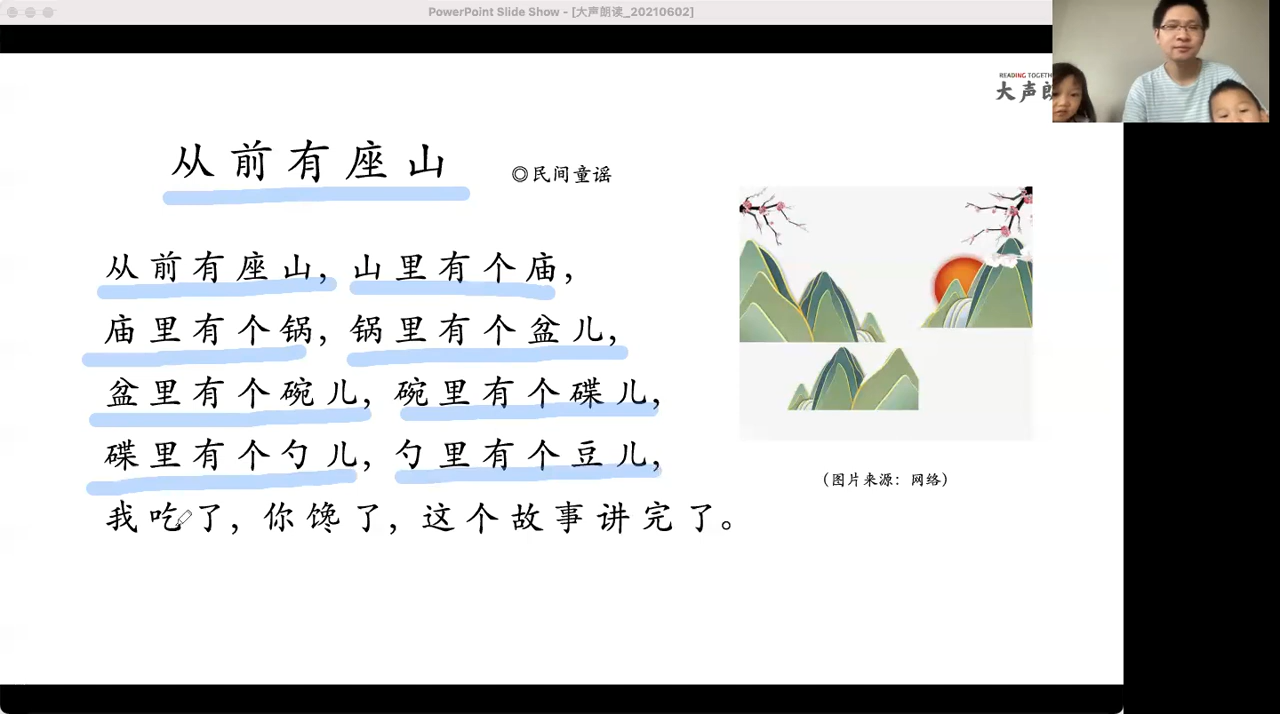 PowerPoint Slide Show - [大声朗读_20210602]
READING TOGETH
大声朗
从前有座山
◎民间童谣
从前有座山，山里有个庙，
庙里有个锅，锅里有个盆儿，
盆里有个碗儿，碗里有个碟儿，
碟里有个勺儿，勺里有个豆儿，
我吃了，你馋了，这个故事讲完了。
（图片来源：网络）